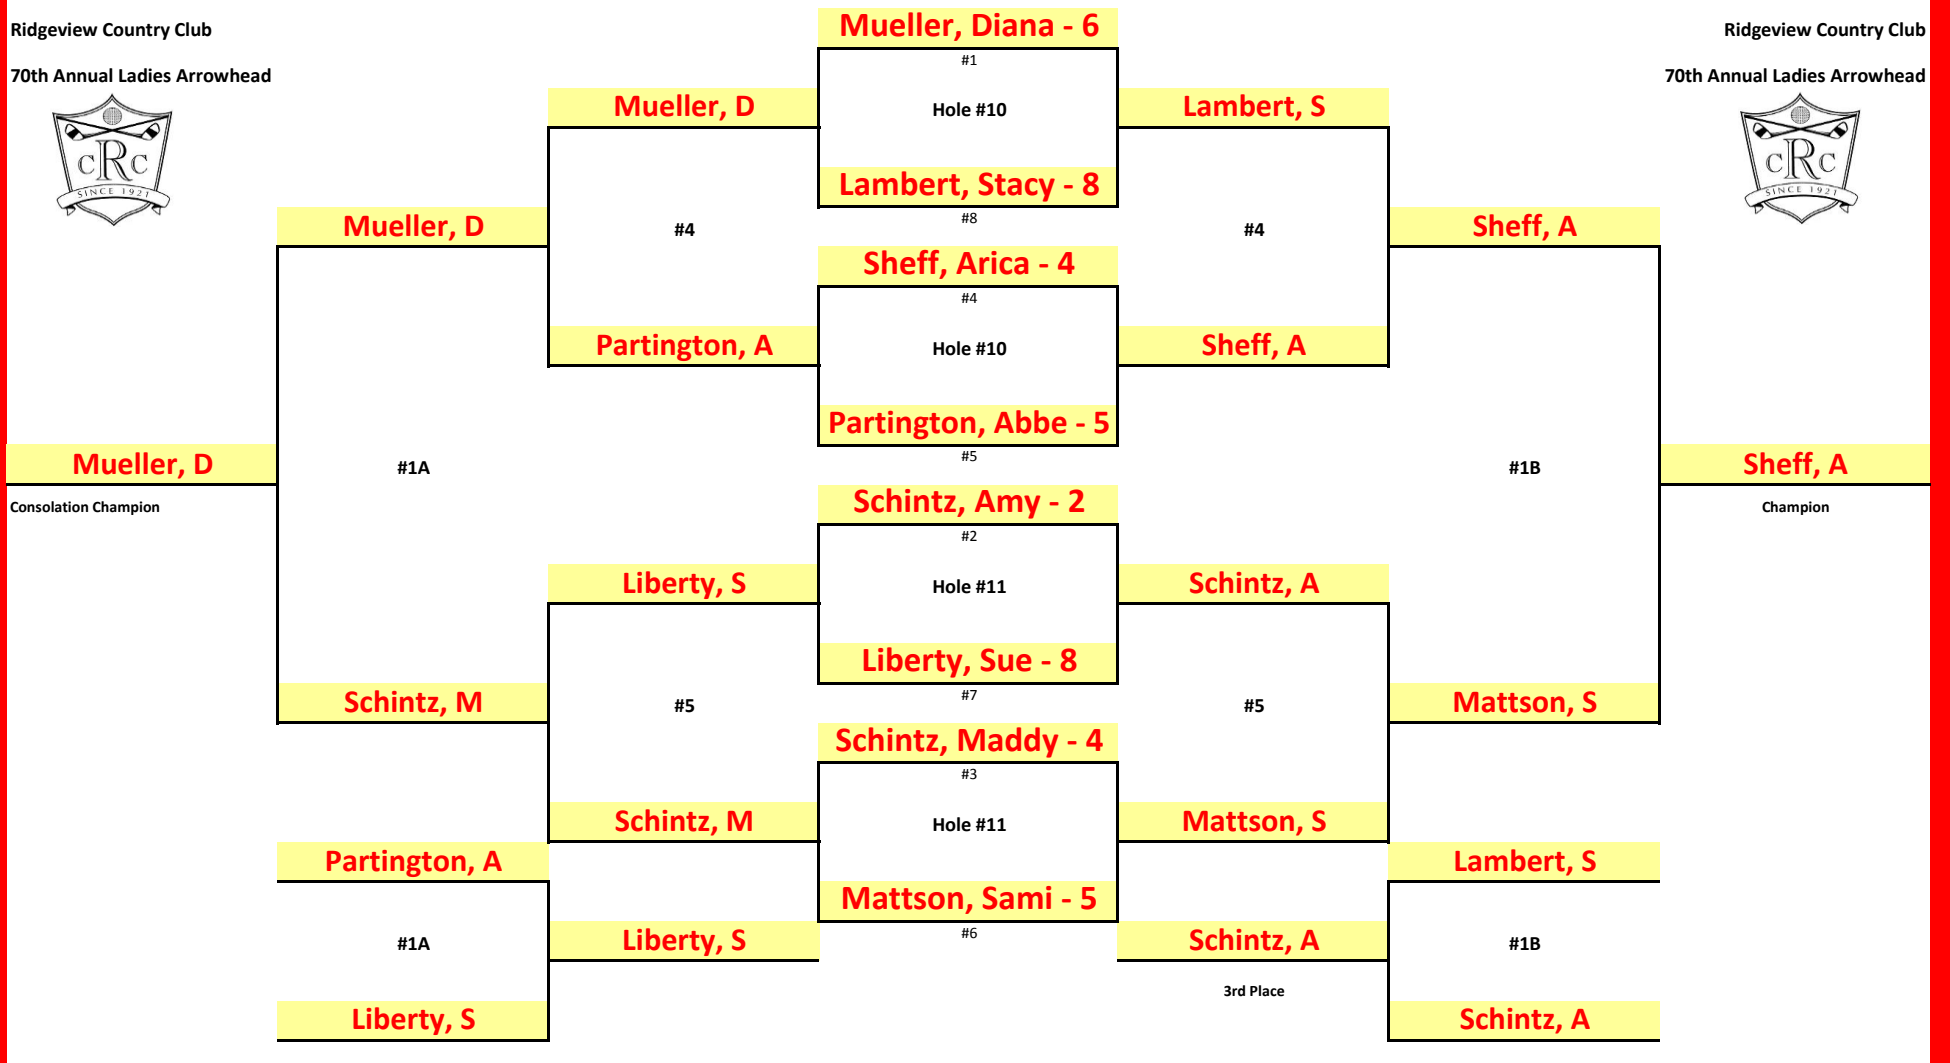 Ridgeview Country Club
70th Annual Ladies Arrowhead
CRC
SINCE 1921
Mueller, Diana - 6
#1
Hole #10
Lambert, Stacy - 8
#8
Sheff, Arica - 4
#4
Hole #10
Partington, Abbe - 5
#5
Schintz, Amy - 2
#2
Hole #11
Liberty, Sue - 8
#7
Schintz, Maddy - 4
#3
Hole #11
Mattson, Sami - 5
#6
Mueller, D
#4
Partington, A
Liberty, S
#5
Schintz, M
Liberty, S
Mueller, D
#1A
Schintz, M
Partington, A
#1A
Liberty, S
Mueller, D
Consolation Champion
Lambert, S
#4
Sheff, A
Schintz, A
#5
Mattson, S
Schintz, A
3rd Place
Sheff, A
#1B
Mattson, S
Lambert, S
#1B
Schintz, A
Ridgeview Country Club
70th Annual Ladies Arrowhead
CRC
SINCE 1921
Sheff, A
Champion